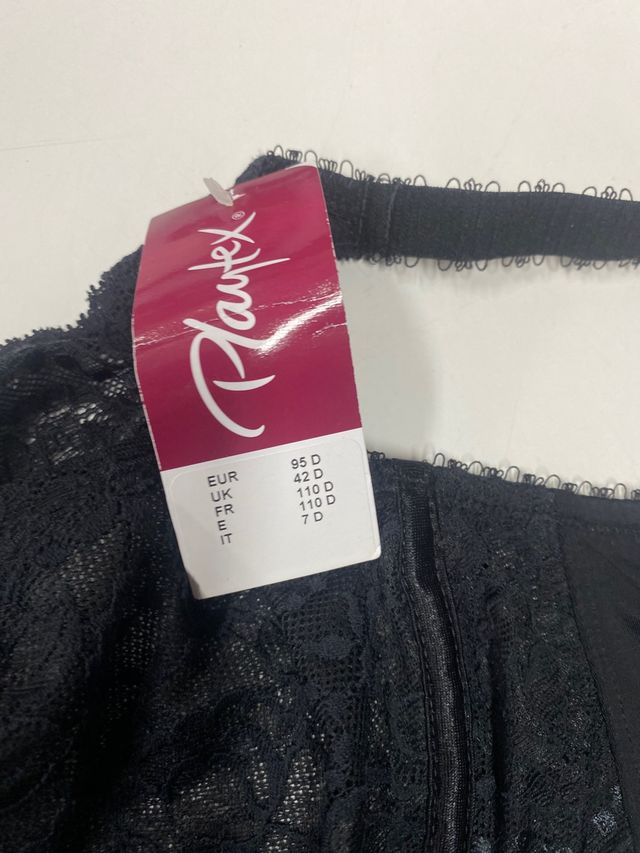 Playtex®
EUR 95 D
UK 42 D
FR 110 D
E 110 D
IT 7 D